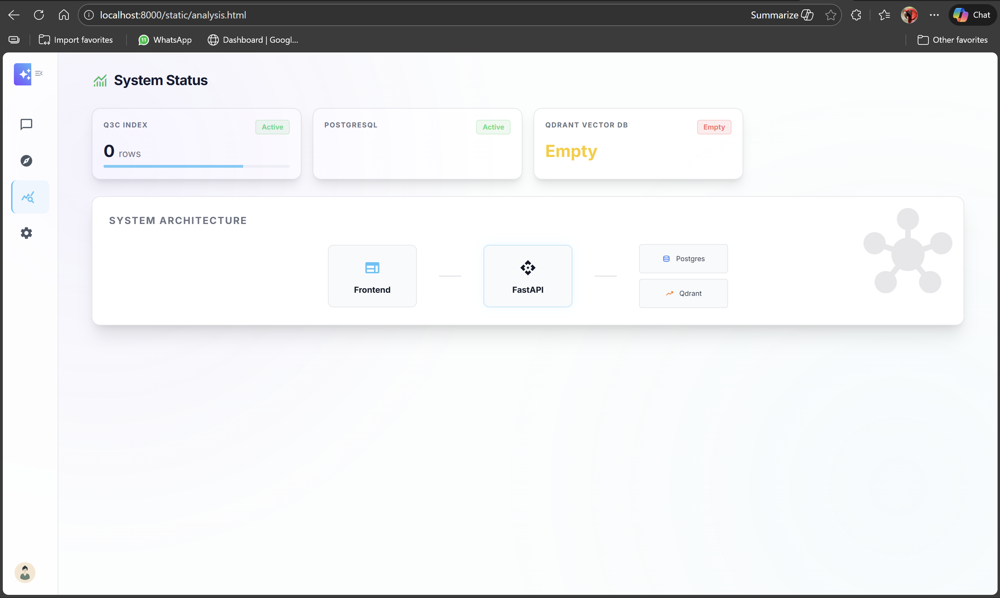 localhost:8000/static/analysis.html
Summarize
Chat
Import favorites
11
WhatsApp
Dashboard | Googl...
Other favorites
System Status
Q3C INDEX
Active
0 rows
POSTGRESQL
Active
QDRANT VECTOR DB
Empty
Empty
SYSTEM ARCHITECTURE
Frontend
FastAPI
Postgres
Qdrant